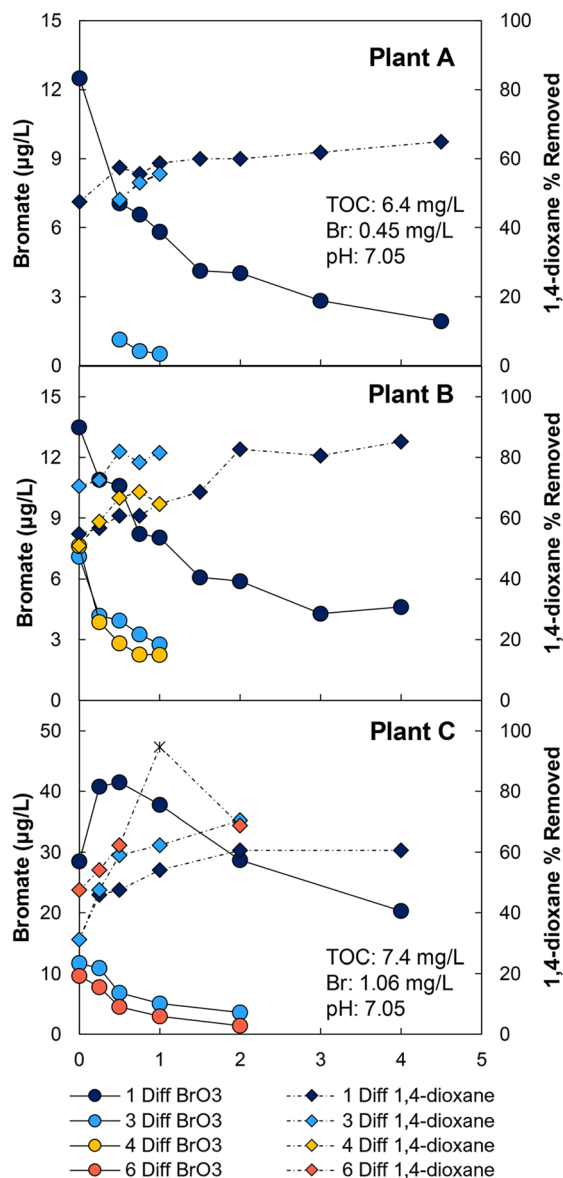 Plant A
Bromate (µg/L)
1,4-dioxane % Removed
15
12
9
6
3
0
100
80
60
40
20
0
TOC: 6.4 mg/L
Br: 0.45 mg/L
pH: 7.05
Plant B
Bromate (µg/L)
1,4-dioxane % Removed
15
12
9
6
3
0
100
80
60
40
20
0
Plant C
Bromate (µg/L)
1,4-dioxane % Removed
50
40
30
20
10
0
100
80
60
40
20
0
TOC: 7.4 mg/L
Br: 1.06 mg/L
pH: 7.05
0 1 2 3 4 5
1 Diff BrO3
3 Diff BrO3
4 Diff BrO3
6 Diff BrO3
1 Diff 1,4-dioxane
3 Diff 1,4-dioxane
4 Diff 1,4-dioxane
6 Diff 1,4-dioxane